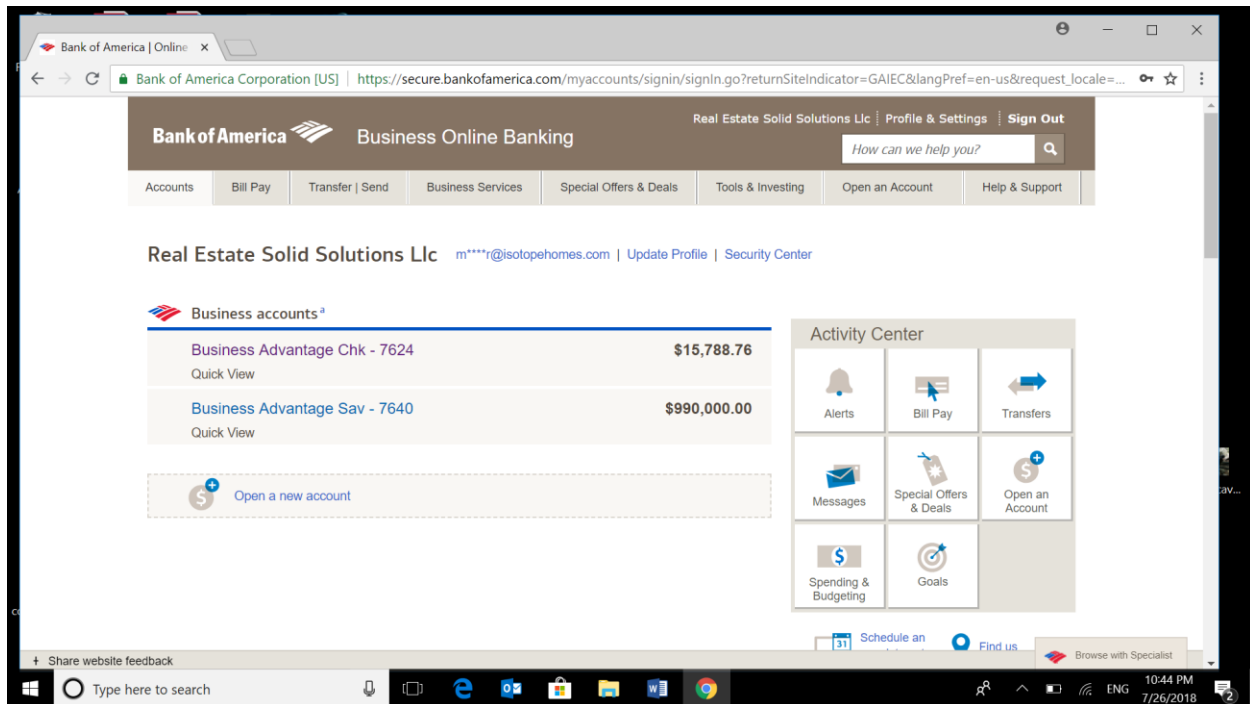 Bank of America | Online
Bank of America Corporation [US] | https://secure.bankofamerica.com/myaccounts/signin/signIn.go?returnSiteIndicator=GAIEC&langPref=en-us&request_locale=...
Real Estate Solid Solutions Llc Profile & Settings Sign Out
Bank of America Business Online Banking
How can we help you?
Accounts Bill Pay Transfer | Send Business Services Special Offers & Deals Tools & Investing Open an Account Help & Support
Real Estate Solid Solutions Llc m****r@isotopehomes.com | Update Profile | Security Center
Business accounts a
Business Advantage Chk - 7624 $15,788.76
Quick View
Business Advantage Sav - 7640 $990,000.00
Quick View
Open a new account
Activity Center
Alerts Bill Pay Transfers
Messages Special Offers & Deals Open an Account
Spending & Budgeting Goals
31 Schedule an
Find us
Browse with Specialist
Share website feedback
Type here to search
ENG
10:44 PM
7/26/2018
2